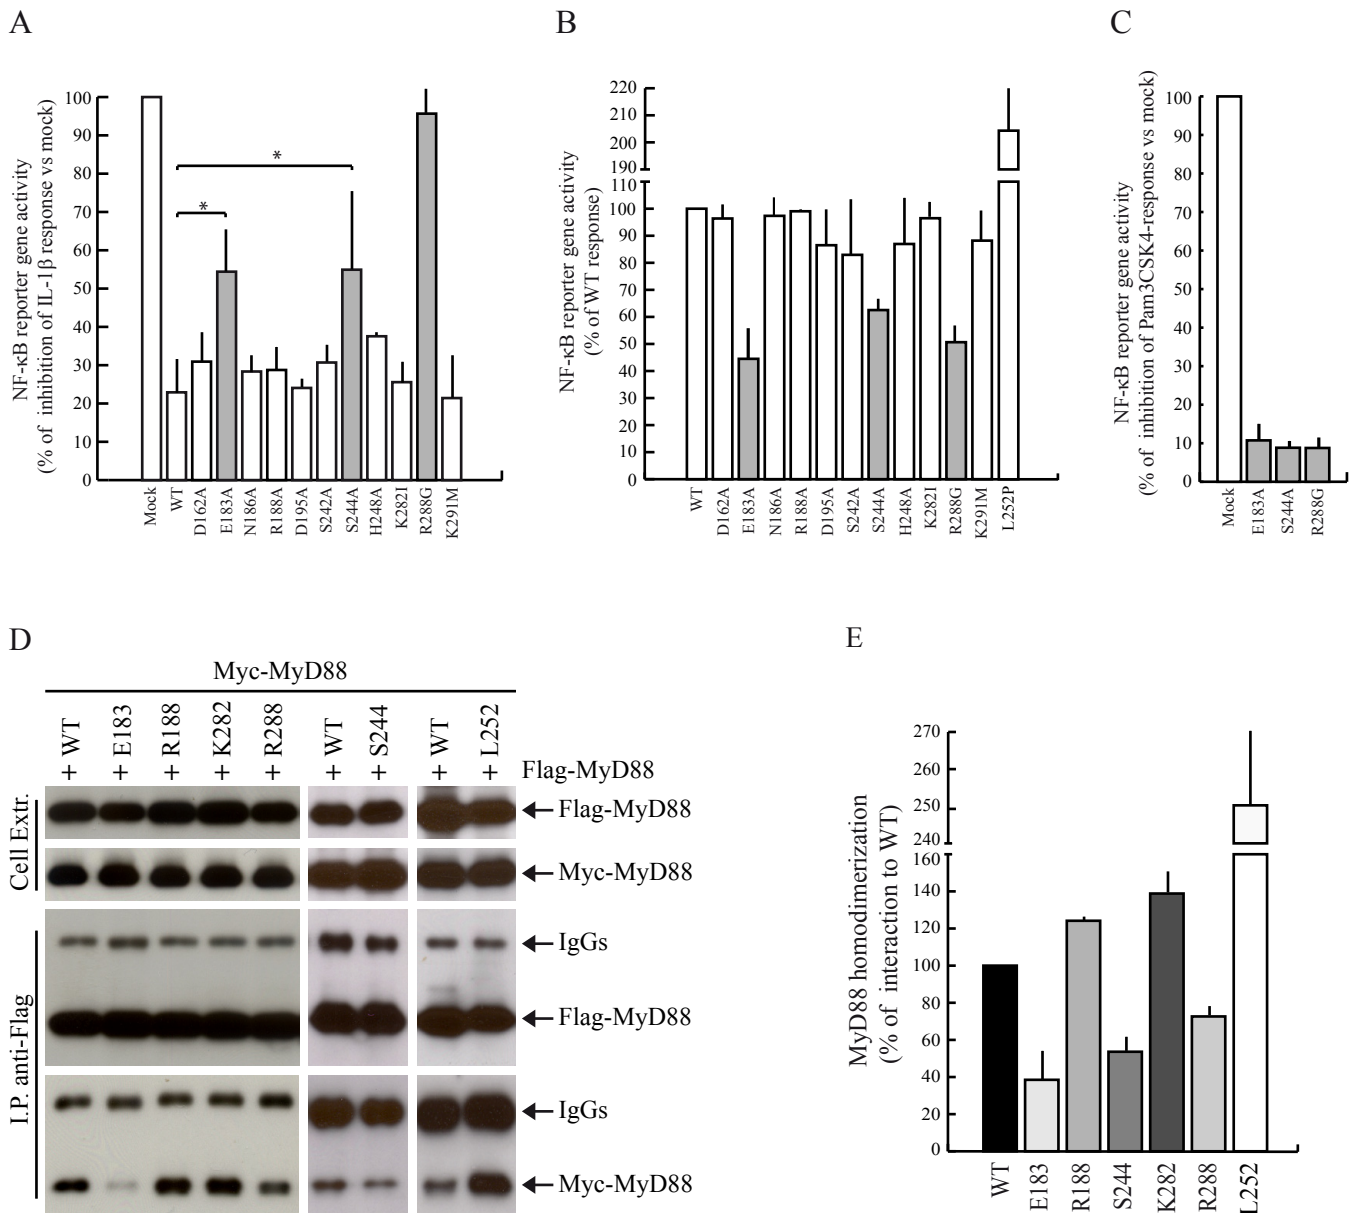 A
NF-κB reporter gene activity
(% of inhibition of IL-1β response vs mock)
100
90
80
70
60
50
40
30
20
10
0
*
*
Mock
WT
D162A
E183A
N186A
R188A
D195A
S242A
S244A
H248A
K282I
R288G
K291M
B
NF-κB reporter gene activity
(% of WT response)
220
210
200
190
110
100
90
80
70
60
50
40
30
20
10
0
WT
D162A
E183A
N186A
R188A
D195A
S242A
S244A
H248A
K282I
R288G
K291M
L252P
C
NF-κB reporter gene activity
(% of inhibition of Pam3CSK4-response vs mock)
100
90
80
70
60
50
40
30
20
10
0
Mock
E183A
S244A
R288G
D
Myc-MyD88
+ WT
+ E183
+ R188
+ K282
+ R288
+ WT
+ S244
+ WT
+ L252
Flag-MyD88
Cell Extr.
Flag-MyD88
Myc-MyD88
I.P. anti-Flag
IgGs
Flag-MyD88
IgGs
Myc-MyD88
E
MyD88 homodimerization
(% of interaction to WT)
270
260
250
240
160
140
120
100
80
60
40
20
0
WT
E183
R188
S244
K282
R288
L252